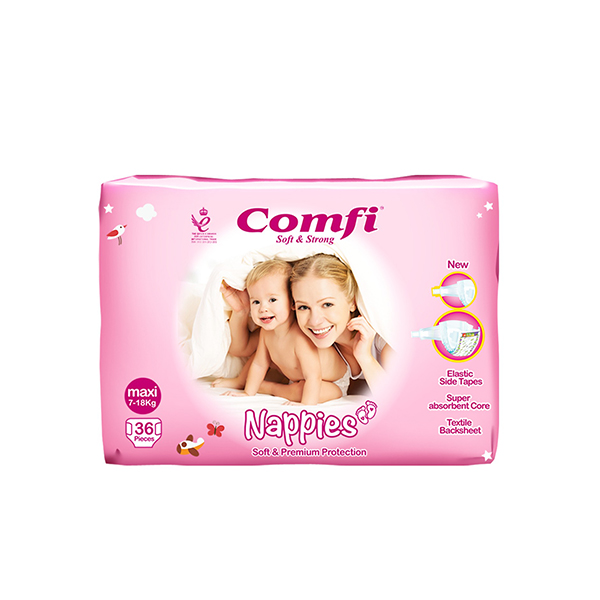 Comfi®
Soft & Strong
New
Elastic
Side Tapes
Super
absorbent Core
Textile
Backsheet
maxi
7-18Kg
36
Pieces
Nappies
Soft & Premium Protection